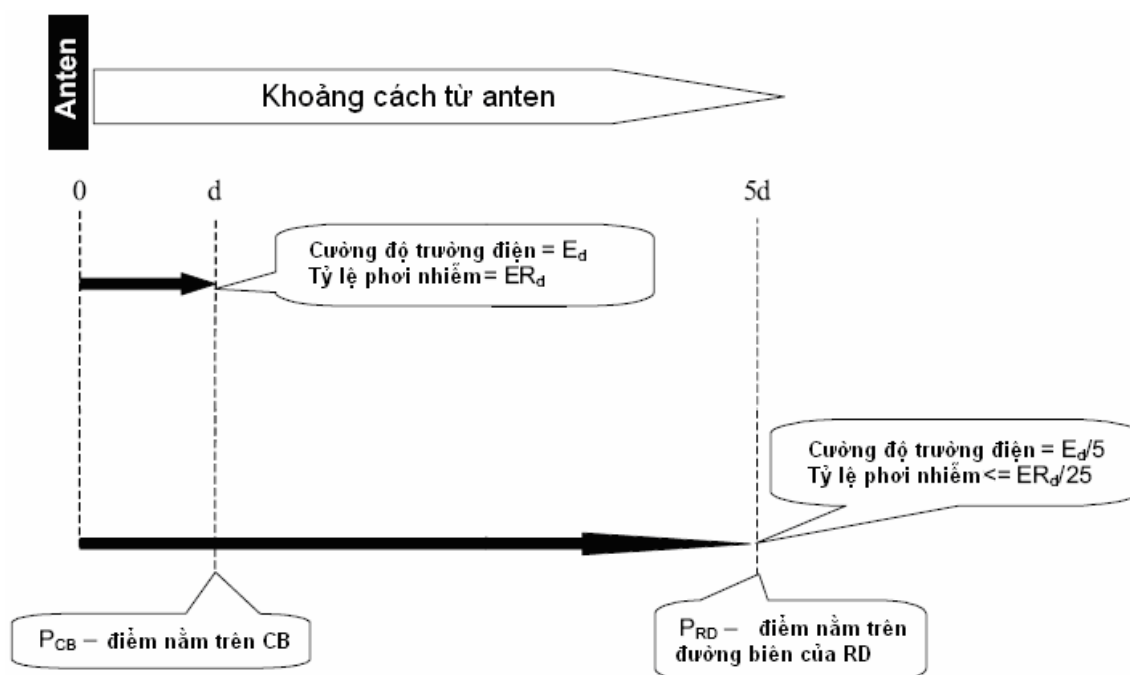 Anten
Khoảng cách từ anten
0
d
5d
Cường độ trường điện = Ed
Tỷ lệ phơi nhiễm = ERd
Cường độ trường điện = Ed/5
Tỷ lệ phơi nhiễm <= ERd/25
PCB – điểm nằm trên CB
PRD – điểm nằm trên
đường biên của RD